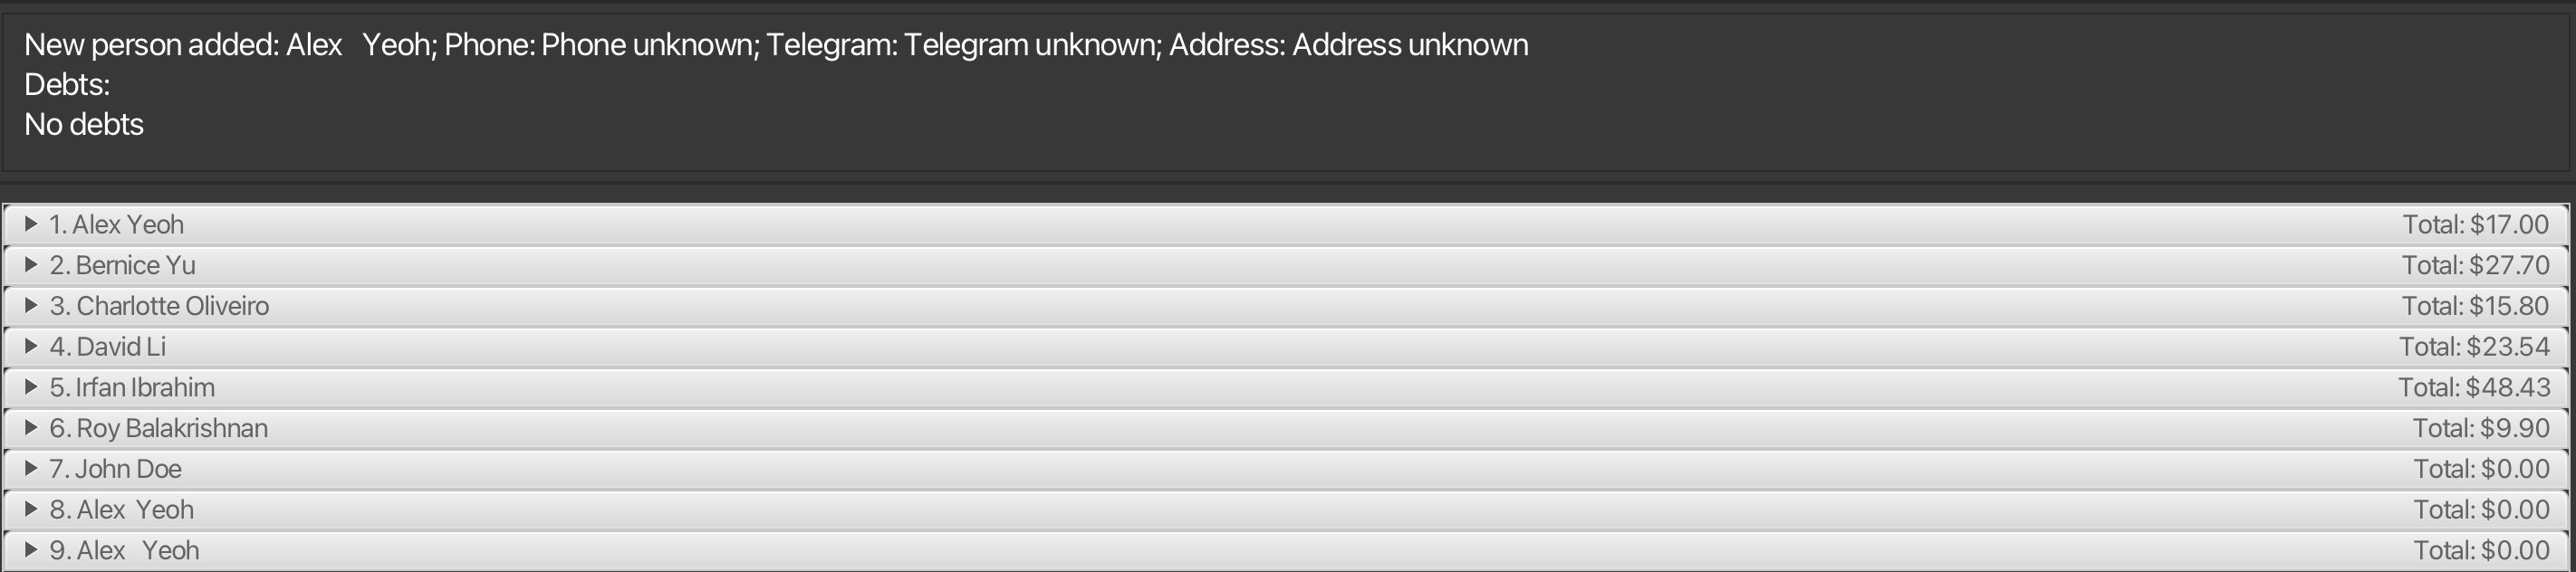 New person added: Alex   Yeoh; Phone: Phone unknown; Telegram: Telegram unknown; Address: Address unknown
Debts:
No debts
1. Alex Yeoh Total: $17.00
2. Bernice Yu Total: $27.70
3. Charlotte Oliveiro Total: $15.80
4. David Li Total: $23.54
5. Irfan Ibrahim Total: $48.43
6. Roy Balakrishnan Total: $9.90
7. John Doe Total: $0.00
8. Alex  Yeoh Total: $0.00
9. Alex   Yeoh Total: $0.00